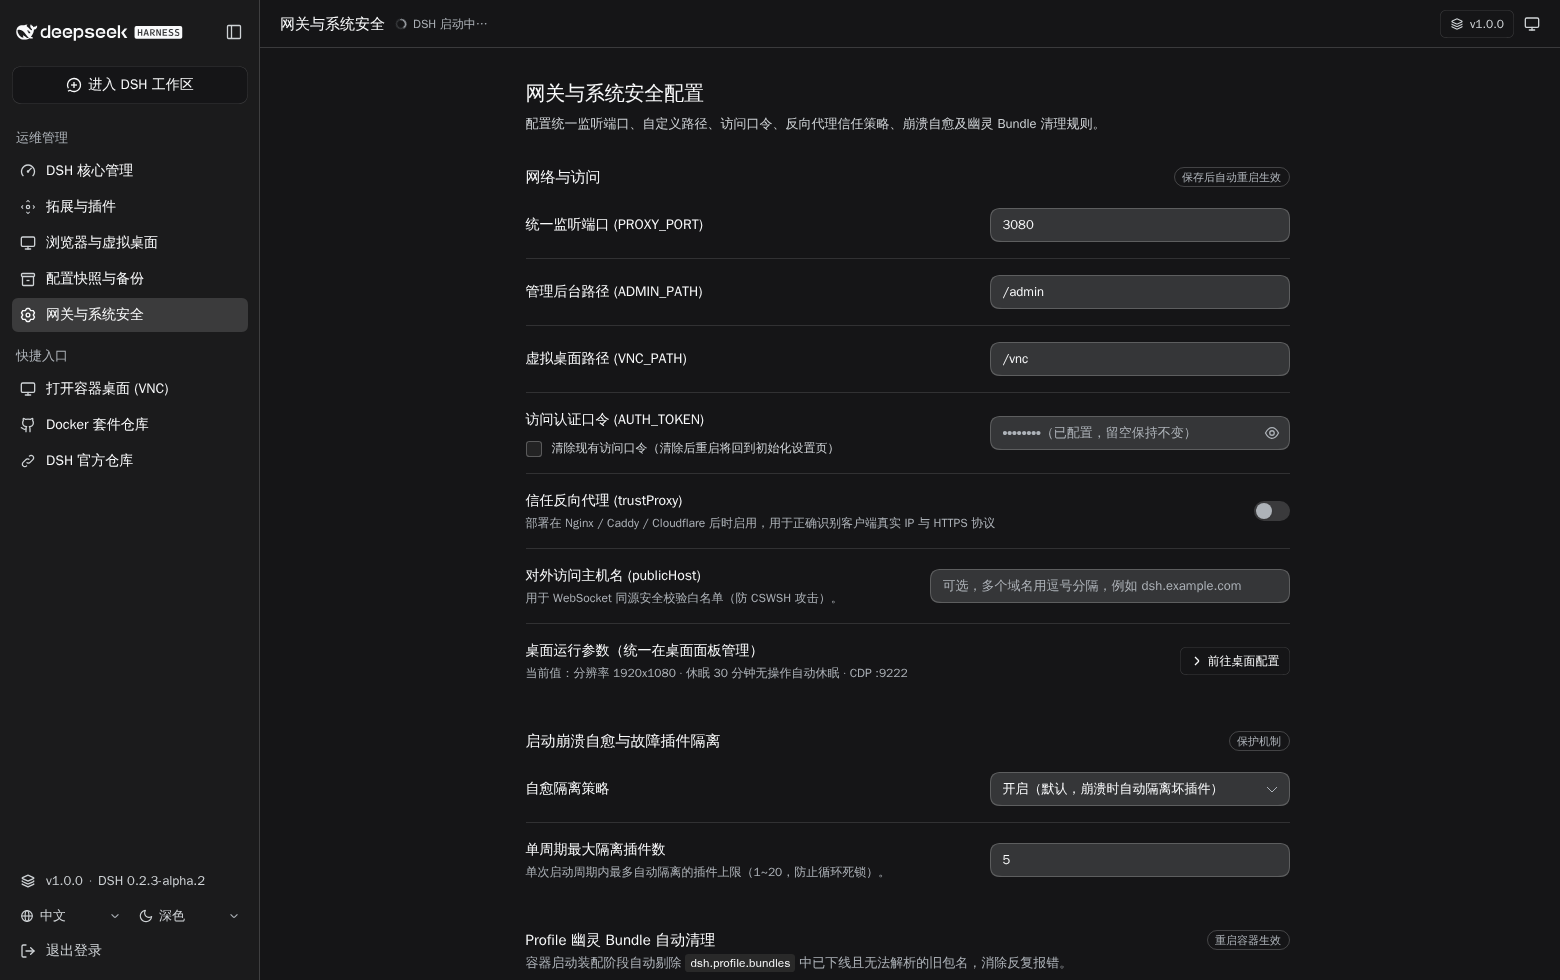 deepseek HARNESS
进入 DSH 工作区
运维管理
DSH 核心管理
拓展与插件
浏览器与虚拟桌面
配置快照与备份
网关与系统安全
快捷入口
打开容器桌面 (VNC)
Docker 套件仓库
DSH 官方仓库
v1.0.0 · DSH 0.2.3-alpha.2
中文 深色
退出登录
网关与系统安全 DSH 启动中···
v1.0.0
网关与系统安全配置
配置统一监听端口、自定义路径、访问口令、反向代理信任策略、崩溃自愈及幽灵 Bundle 清理规则。
网络与访问 保存后自动重启生效
统一监听端口 (PROXY_PORT) 3080
管理后台路径 (ADMIN_PATH) /admin
虚拟桌面路径 (VNC_PATH) /vnc
访问认证口令 (AUTH_TOKEN)
••••••••（已配置，留空保持不变）
清除现有访问口令（清除后重启将回到初始化设置页）
信任反向代理 (trustProxy)
部署在 Nginx / Caddy / Cloudflare 后时启用，用于正确识别客户端真实 IP 与 HTTPS 协议
对外访问主机名 (publicHost)
可选，多个域名用逗号分隔，例如 dsh.example.com
用于 WebSocket 同源安全校验白名单（防 CSWSH 攻击）。
桌面运行参数（统一在桌面面板管理）
前往桌面配置
当前值：分辨率 1920x1080 · 休眠 30 分钟无操作自动休眠 · CDP :9222
启动崩溃自愈与故障插件隔离 保护机制
自愈隔离策略 开启（默认，崩溃时自动隔离坏插件）
单周期最大隔离插件数
5
单次启动周期内最多自动隔离的插件上限（1~20，防止循环死锁）。
Profile 幽灵 Bundle 自动清理 重启容器生效
容器启动装配阶段自动剔除 dsh.profile.bundles 中已下线且无法解析的旧包名，消除反复报错。